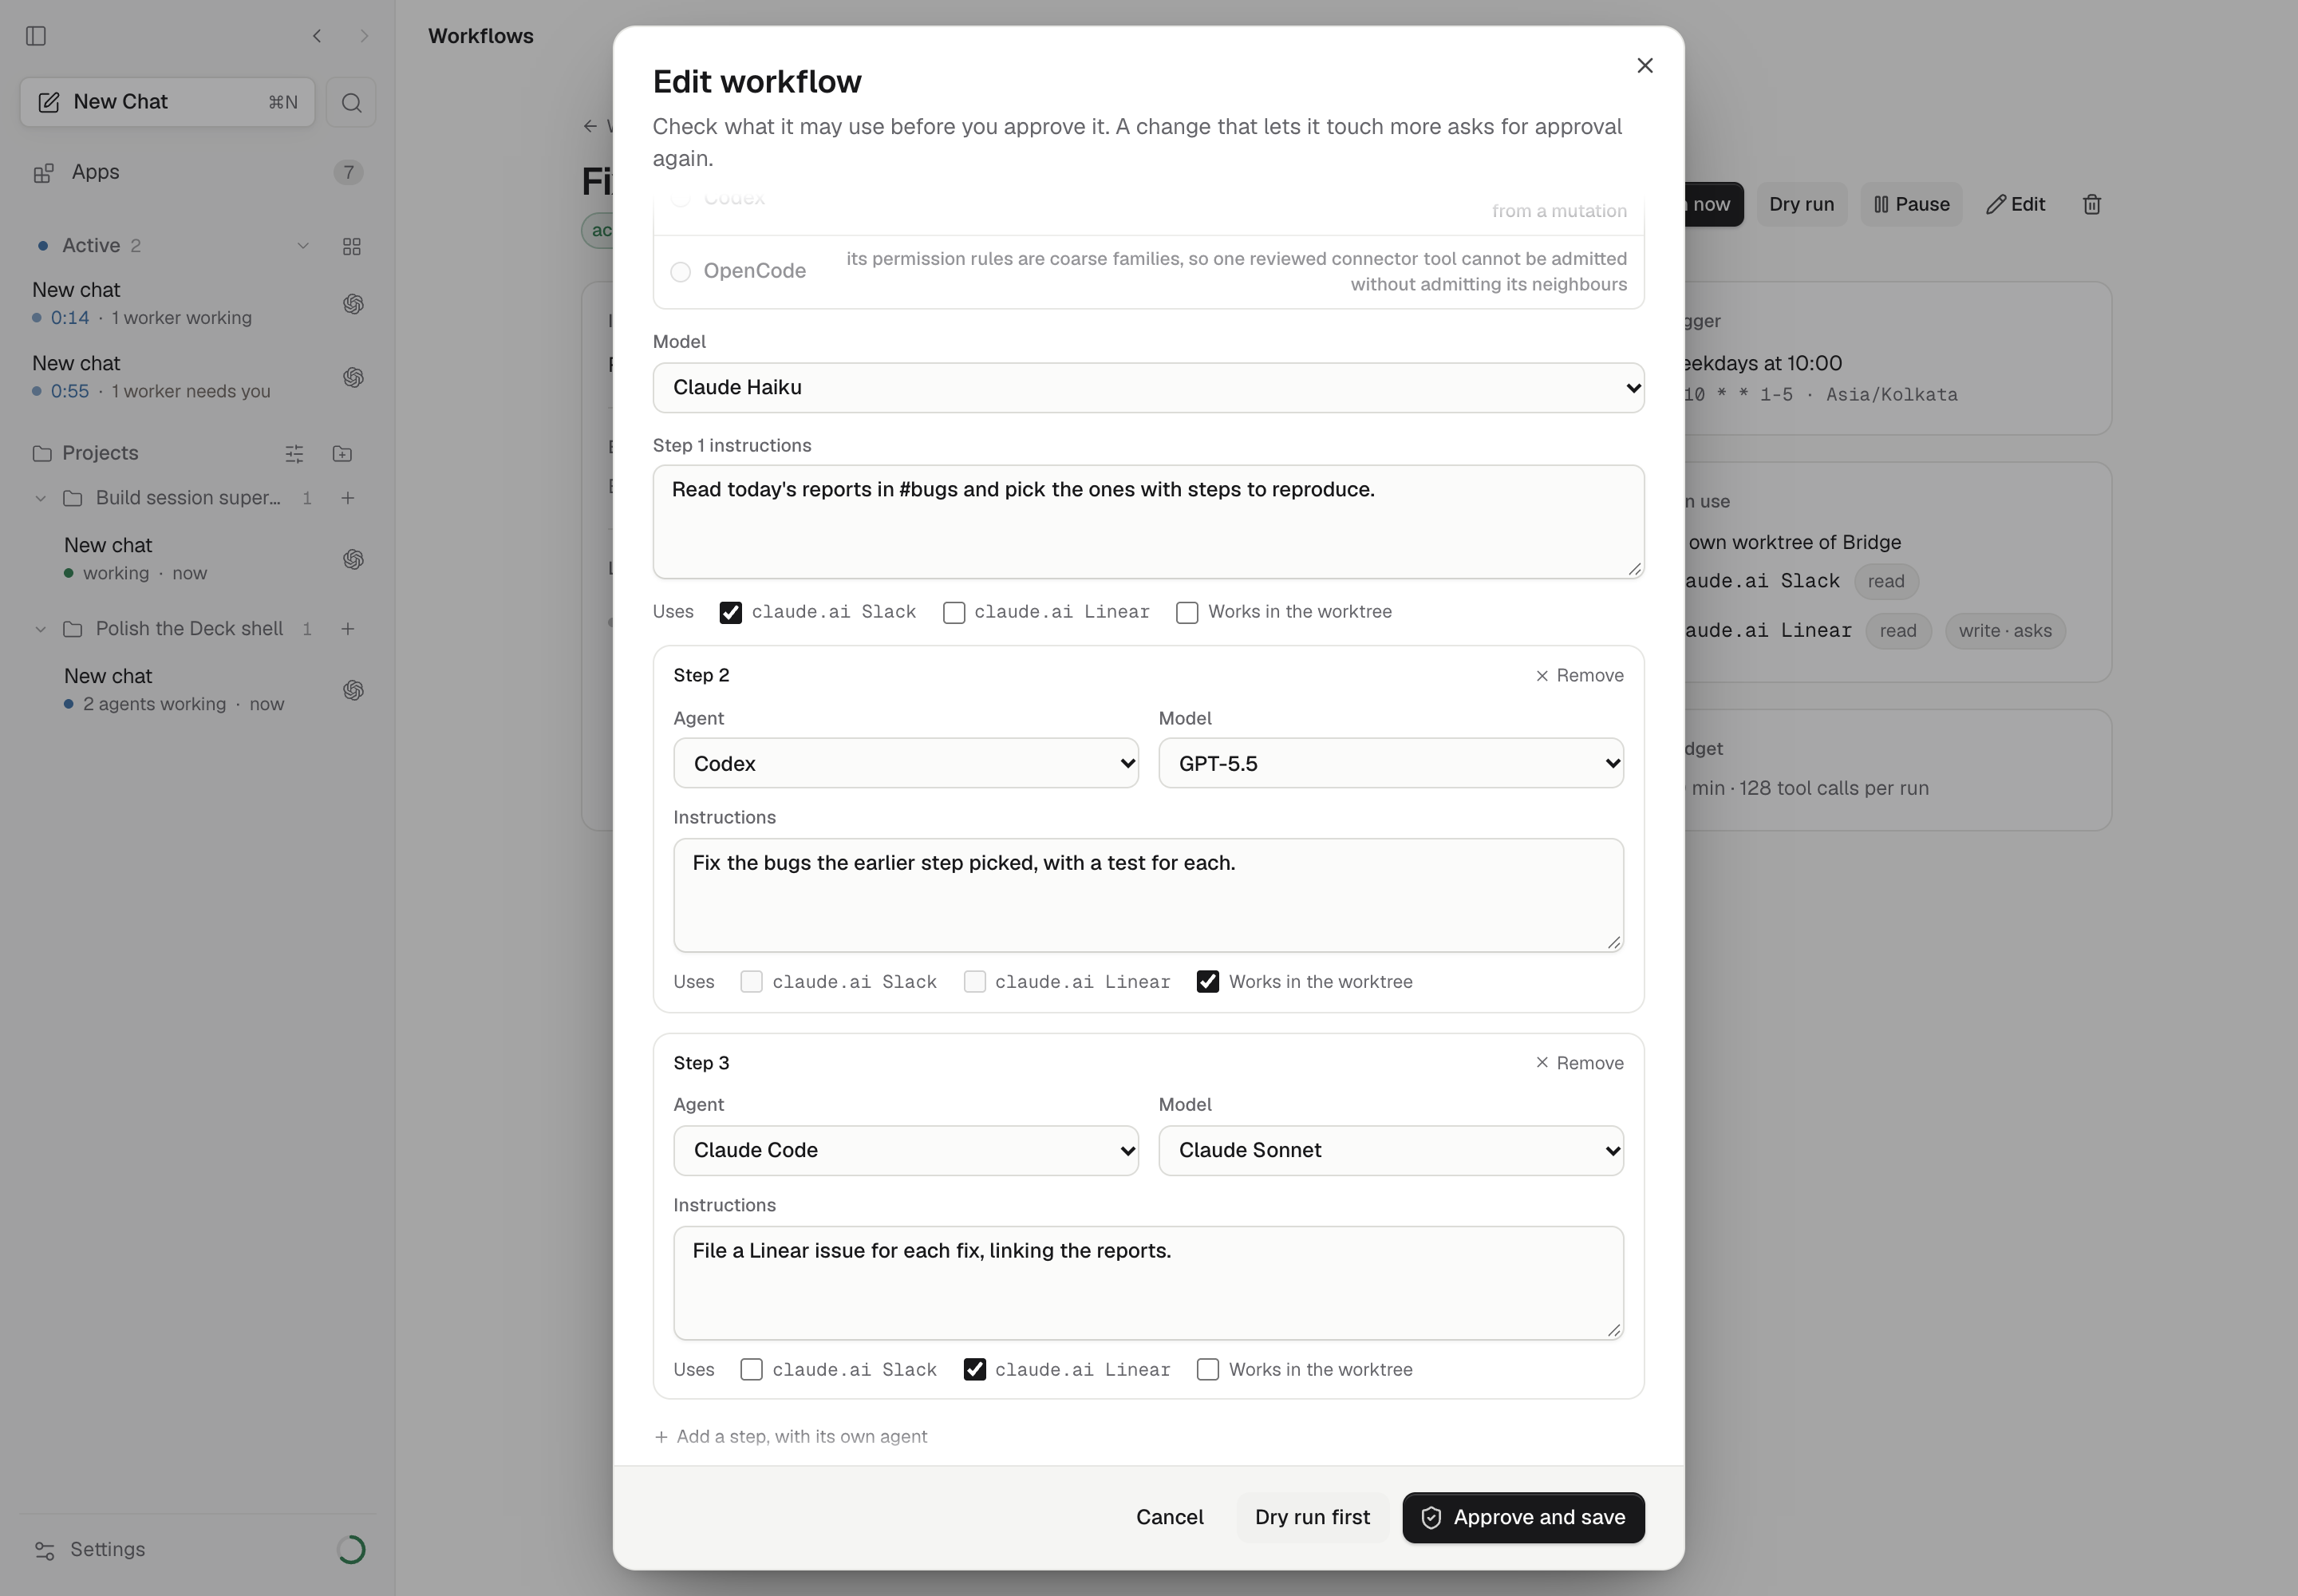 Workflows
New Chat
⌘N
Apps
7
Active 2
New chat
0:14 · 1 worker working
New chat
0:55 · 1 worker needs you
Projects
Build session super... 1
New chat
working · now
Polish the Deck shell 1
New chat
2 agents working · now
Settings
Edit workflow
Check what it may use before you approve it. A change that lets it touch more asks for approval
again.
Codex
from a mutation
OpenCode
its permission rules are coarse families, so one reviewed connector tool cannot be admitted
without admitting its neighbours
Model
Claude Haiku
Step 1 instructions
Read today's reports in #bugs and pick the ones with steps to reproduce.
Uses claude.ai Slack claude.ai Linear Works in the worktree
Step 2
Remove
Agent
Model
Codex
GPT-5.5
Instructions
Fix the bugs the earlier step picked, with a test for each.
Uses claude.ai Slack claude.ai Linear Works in the worktree
Step 3
Remove
Agent
Model
Claude Code
Claude Sonnet
Instructions
File a Linear issue for each fix, linking the reports.
Uses claude.ai Slack claude.ai Linear Works in the worktree
Add a step, with its own agent
Cancel
Dry run first
Approve and save
now
Dry run
Pause
Edit
at 10:00
10 * * 1-5 · Asia/Kolkata
use
own worktree of Bridge
Slack read
Linear read write · asks
min · 128 tool calls per run